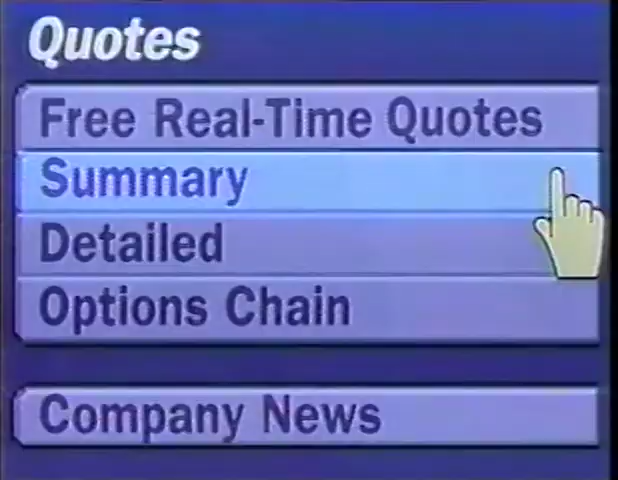 Quotes
Free Real-Time Quotes
Summary
Detailed
Options Chain
Company News